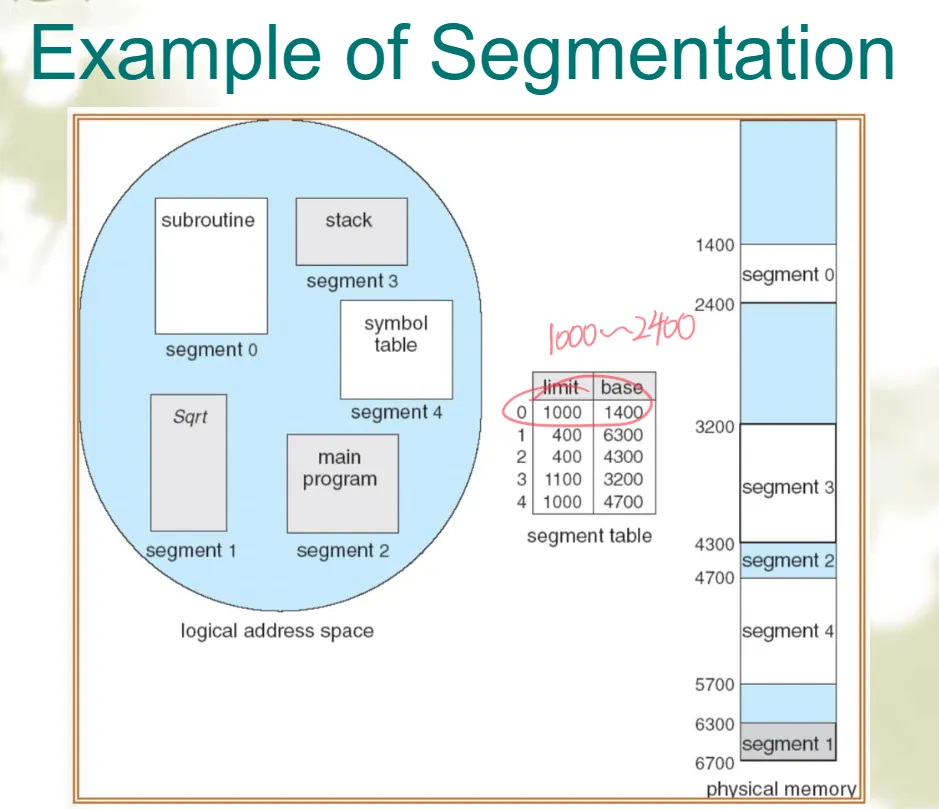 Example of Segmentation
subroutine
stack
segment 3
symbol
table
segment 0
segment 4
Sqrt
main
program
segment 1
segment 2
logical address space
1000~2400
limit base
0 1000 1400
1 400 6300
2 400 4300
3 1100 3200
4 1000 4700
segment table
1400
segment 0
2400
3200
segment 3
4300
segment 2
4700
segment 4
5700
6300
segment 1
6700
physical memory